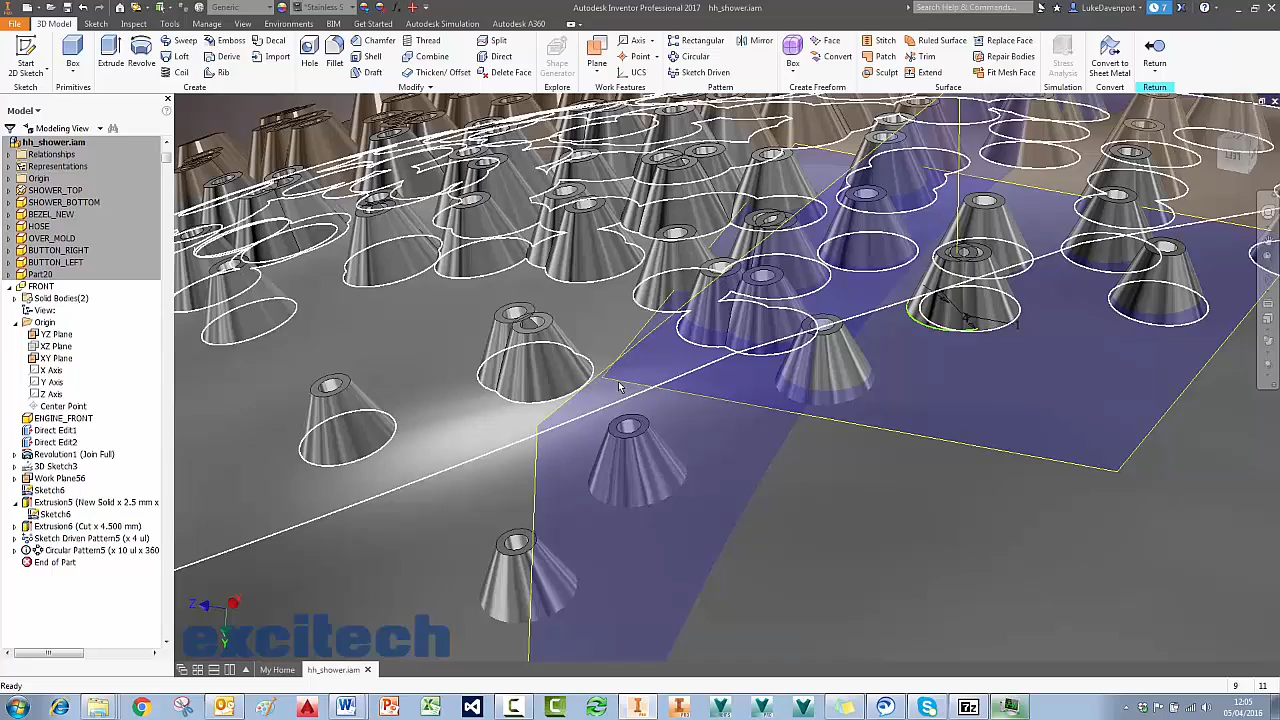 Generic
*Stainless S
Autodesk Inventor Professional 2017 hh_shower.iam
Search Help & Commands...
LukeDavenport
7
File 3D Model Sketch Inspect Tools Manage View Environments BIM Get Started Autodesk Simulation Autodesk A360
Start
2D Sketch
Box
Extrude
Revolve
Sweep
Loft
Coil
Emboss
Derive
Rib
Decal
Import
Hole
Fillet
Chamfer
Shell
Draft
Thread
Combine
Thicken/ Offset
Split
Direct
Delete Face
Shape
Generator
Plane
Axis
Point
UCS
Rectangular
Circular
Sketch Driven
Mirror
Box
Face
Convert
Stitch
Trim
Sculpt
Ruled Surface
Patch
Extend
Replace Face
Repair Bodies
Fit Mesh Face
Stress
Analysis
Convert to
Sheet Metal
Return
Sketch Primitives Create Modify Explore Work Features Pattern Create Freeform Surface Simulation Convert Return
Model
Modeling View
hh_shower.iam
Relationships
Representations
Origin
SHOWER_TOP
SHOWER_BOTTOM
BEZEL_NEW
HOSE
OVER_MOLD
BUTTON_RIGHT
BUTTON_LEFT
Part20
FRONT
Solid Bodies(2)
View:
Origin
YZ Plane
XZ Plane
XY Plane
X Axis
Y Axis
Z Axis
Center Point
ENGINE_FRONT
Direct Edit1
Direct Edit2
Revolution1 (Join Full)
3D Sketch3
Work Plane56
Sketch6
Extrusion5 (New Solid x 2.5 mm x
Sketch6
Extrusion6 (Cut x 4.500 mm)
Sketch Driven Pattern5 (x 4 ul)
Circular Pattern5 (x 10 ul x 360
End of Part
Z
Y
excitech
My Home
hh_shower.iam
Ready
9 11
12:05
05/04/2016